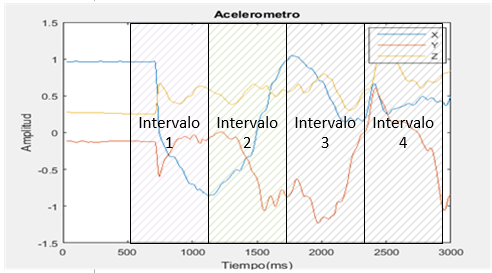 Acelerometro
Amplitud
1.5
1
0.5
0
-0.5
-1
-1.5
X
Y
Z
Intervalo 1
Intervalo 2
Intervalo 3
Intervalo 4
0
500
1000
1500
2000
2500
3000
Tiempo(ms)